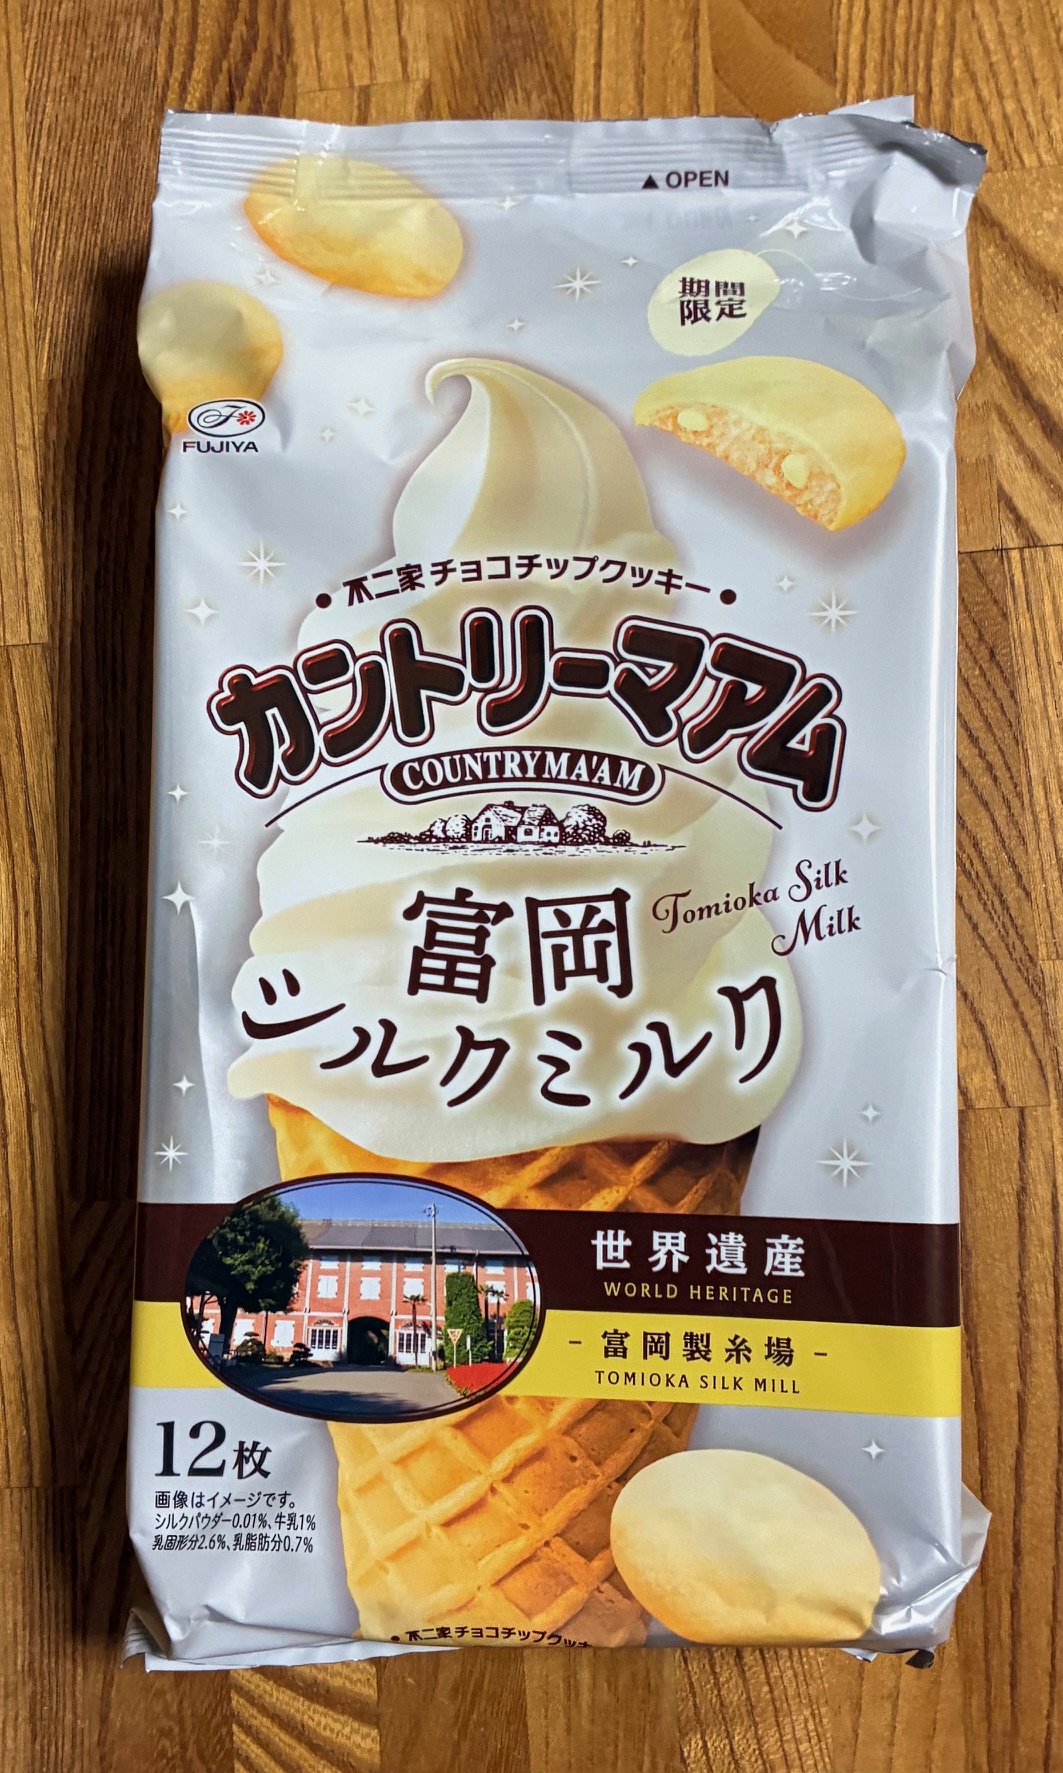 ▲ OPEN
期間
限定
FUJIYA
• 不二家 チョコチップクッキー •
カントリーマアム
COUNTRY MA'AM
富岡
シルクミルク
Tomioka Silk
Milk
世界遺産
WORLD HERITAGE
- 富岡製糸場 -
TOMIOKA SILK MILL
12枚
画像はイメージです。
シルクパウダー0.01%、牛乳1%
乳固形分2.6%、乳脂肪分0.7%
• 不二家 チョコチップクッキ